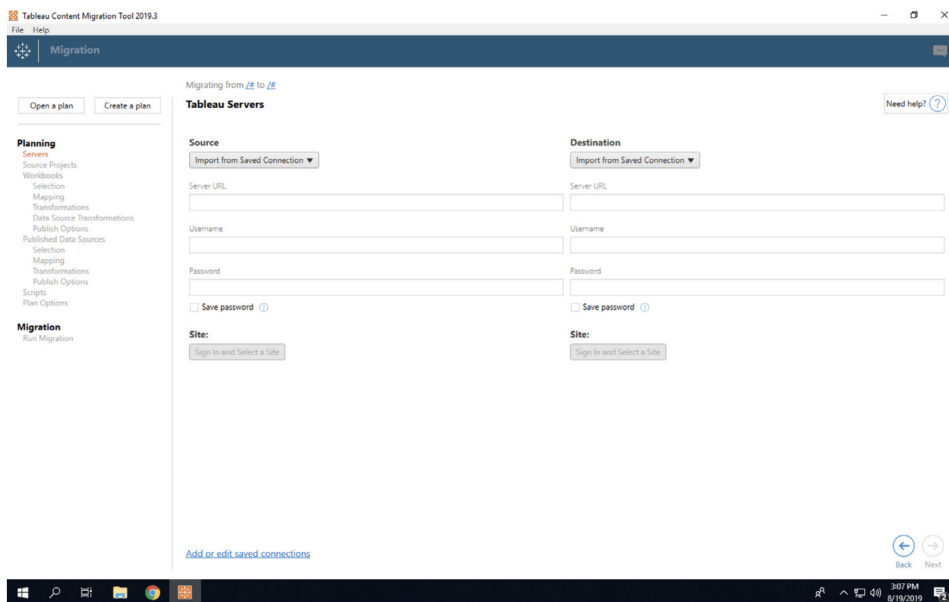 Tableau Content Migration Tool 2019.3
File Help
Migration
Migrating from /# to /#
Open a plan Create a plan
Tableau Servers
Need help? ?
Planning
Servers
Source Projects
Workbooks
Selection
Mapping
Transformations
Data Source Transformations
Publish Options
Published Data Sources
Selection
Mapping
Transformations
Publish Options
Scripts
Plan Options
Migration
Run Migration
Source
Import from Saved Connection
Server URL
Username
Password
Save password
Site:
Sign In and Select a Site
Destination
Import from Saved Connection
Server URL
Username
Password
Save password
Site:
Sign In and Select a Site
Add or edit saved connections
Back Next
3:07 PM
8/19/2019
2